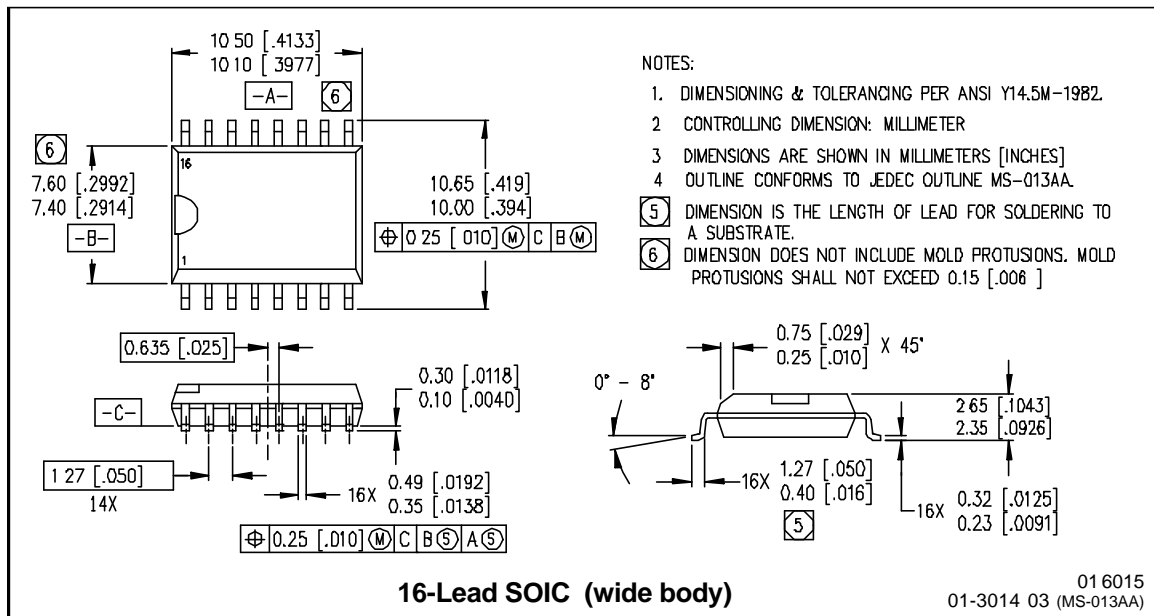 10 50 [.4133]
10 10 [ 3977]
-A-
6
6
7.60 [.2992]
7.40 [.2914]
-B-
16
1
10.65 [.419]
10.00 [.394]
⌖ 0 25 [ 010] Ⓜ C B Ⓜ
NOTES:
1. DIMENSIONING & TOLERANCING PER ANSI Y14.5M-1982.
2 CONTROLLING DIMENSION: MILLIMETER
3 DIMENSIONS ARE SHOWN IN MILLIMETERS [INCHES]
4 OUTLINE CONFORMS TO JEDEC OUTLINE MS-013AA.
5 DIMENSION IS THE LENGTH OF LEAD FOR SOLDERING TO
A SUBSTRATE.
6 DIMENSION DOES NOT INCLUDE MOLD PROTUSIONS. MOLD
PROTUSIONS SHALL NOT EXCEED 0.15 [.006 ]
0.635 [.025]
-C-
0.30 [.0118]
0.10 [.0040]
1 27 [.050]
14X
16X
0.49 [.0192]
0.35 [.0138]
⌖ 0.25 [.010] Ⓜ C B Ⓢ A Ⓢ
0.75 [.029]
0.25 [.010]
X 45°
0° - 8°
2 65 [.1043]
2.35 [.0926]
16X
1.27 [.050]
0.40 [.016]
5
16X
0.32 [.0125]
0.23 [.0091]
16-Lead SOIC (wide body)
01 6015
01-3014 03 (MS-013AA)